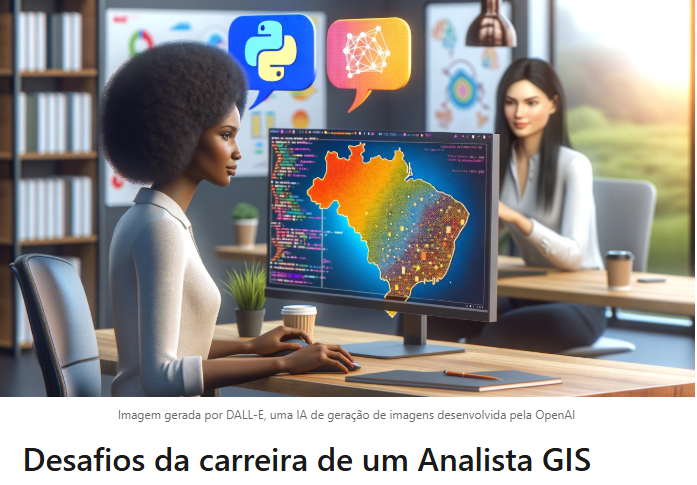 Imagem gerada por DALL-E, uma IA de geração de imagens desenvolvida pela OpenAI
Desafios da carreira de um Analista GIS